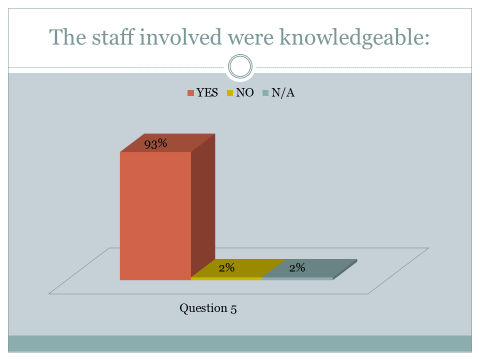 The staff involved were knowledgeable:
YES NO N/A
93%
2% 2%
Question 5